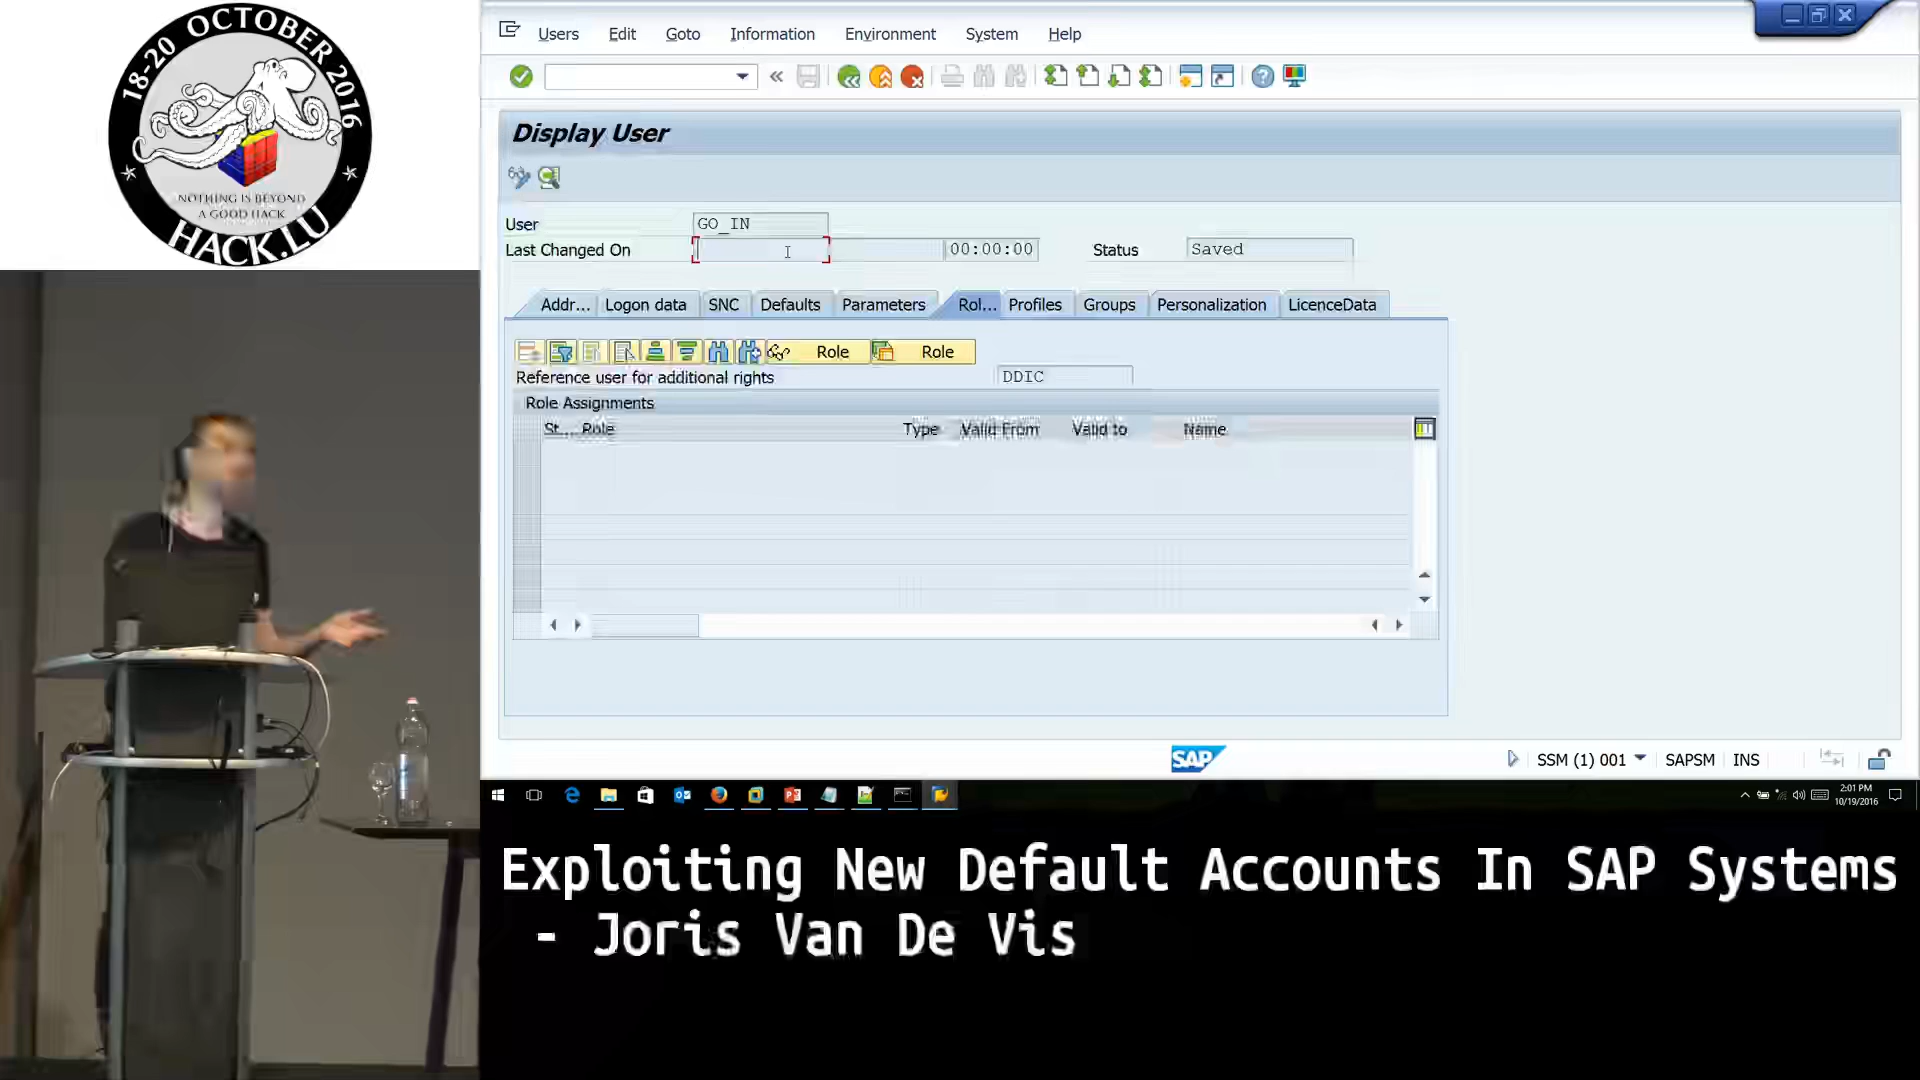 18-20 OCTOBER 2016
NOTHING IS BEYOND
A GOOD HACK
HACK.LU
Users Edit Goto Information Environment System Help
Display User
User GO_IN
Last Changed On 00:00:00 Status Saved
Addr... Logon data SNC Defaults Parameters Rol... Profiles Groups Personalization LicenceData
Role Role
Reference user for additional rights DDIC
Role Assignments
St... Role Type Valid From Valid to Name
SAP SSM (1) 001 SAPSM INS
2:01 PM
10/19/2016
Exploiting New Default Accounts In SAP Systems
- Joris Van De Vis